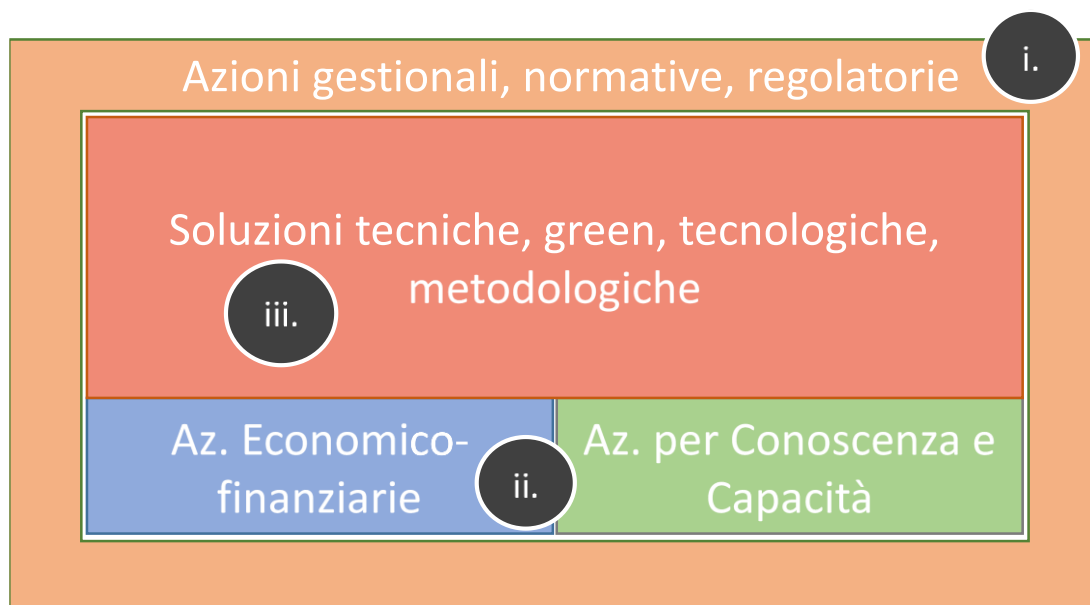 i.
Azioni gestionali, normative, regolatorie
Soluzioni tecniche, green, tecnologiche,
metodologiche
iii.
Az. Economico-
finanziarie
ii.
Az. per Conoscenza e
Capacità